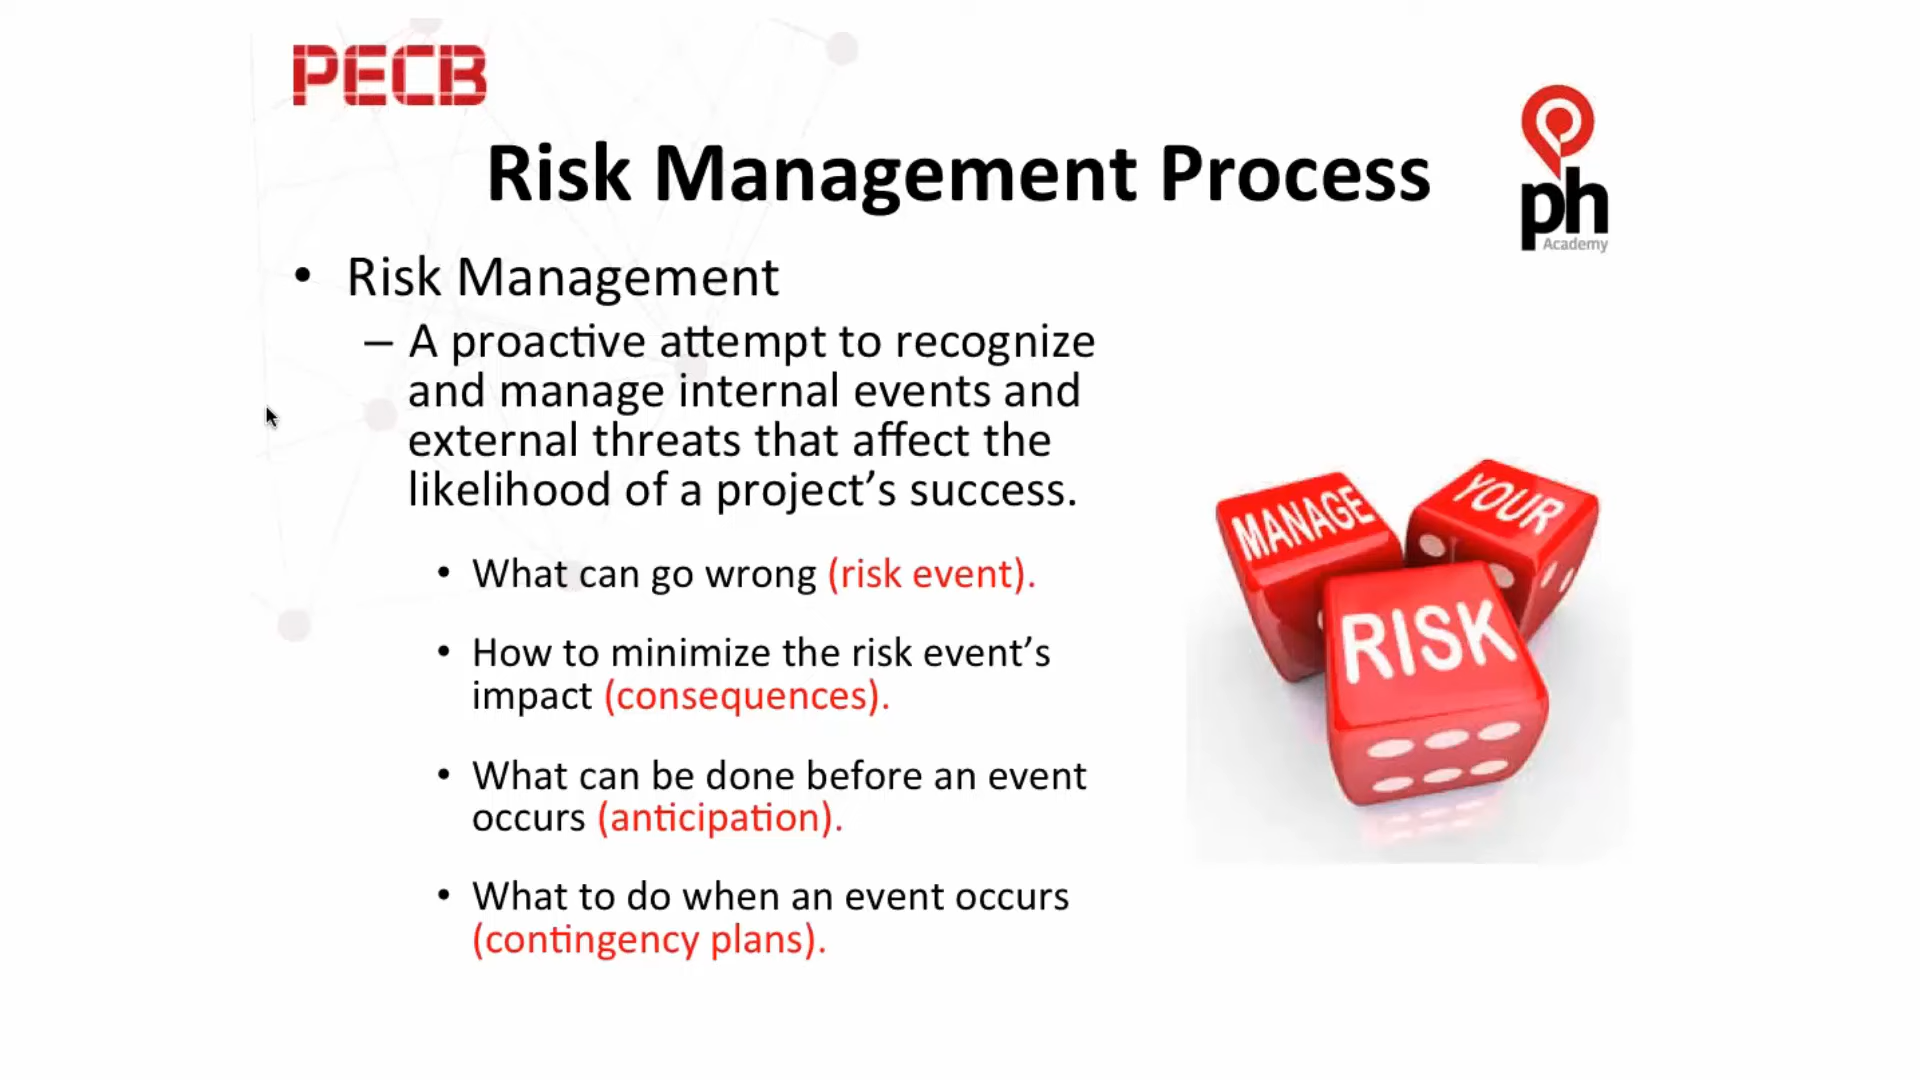 PECB
ph
Academy
Risk Management Process
• Risk Management
– A proactive attempt to recognize
and manage internal events and
external threats that affect the
likelihood of a project’s success.
• What can go wrong (risk event).
• How to minimize the risk event’s
impact (consequences).
• What can be done before an event
occurs (anticipation).
• What to do when an event occurs
(contingency plans).
MANAGE
YOUR
RISK